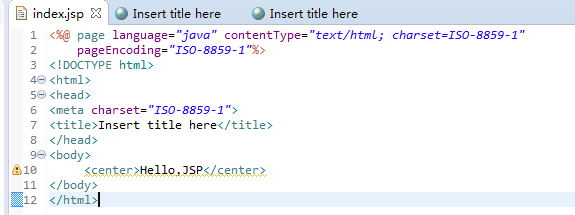 index.jsp Insert title here Insert title here
1 <%@ page language="java" contentType="text/html; charset=ISO-8859-1"
2 pageEncoding="ISO-8859-1"%>
3 <!DOCTYPE html>
4 <html>
5 <head>
6 <meta charset="ISO-8859-1">
7 <title>Insert title here</title>
8 </head>
9 <body>
10 <center>Hello,JSP</center>
11 </body>
12 </html>